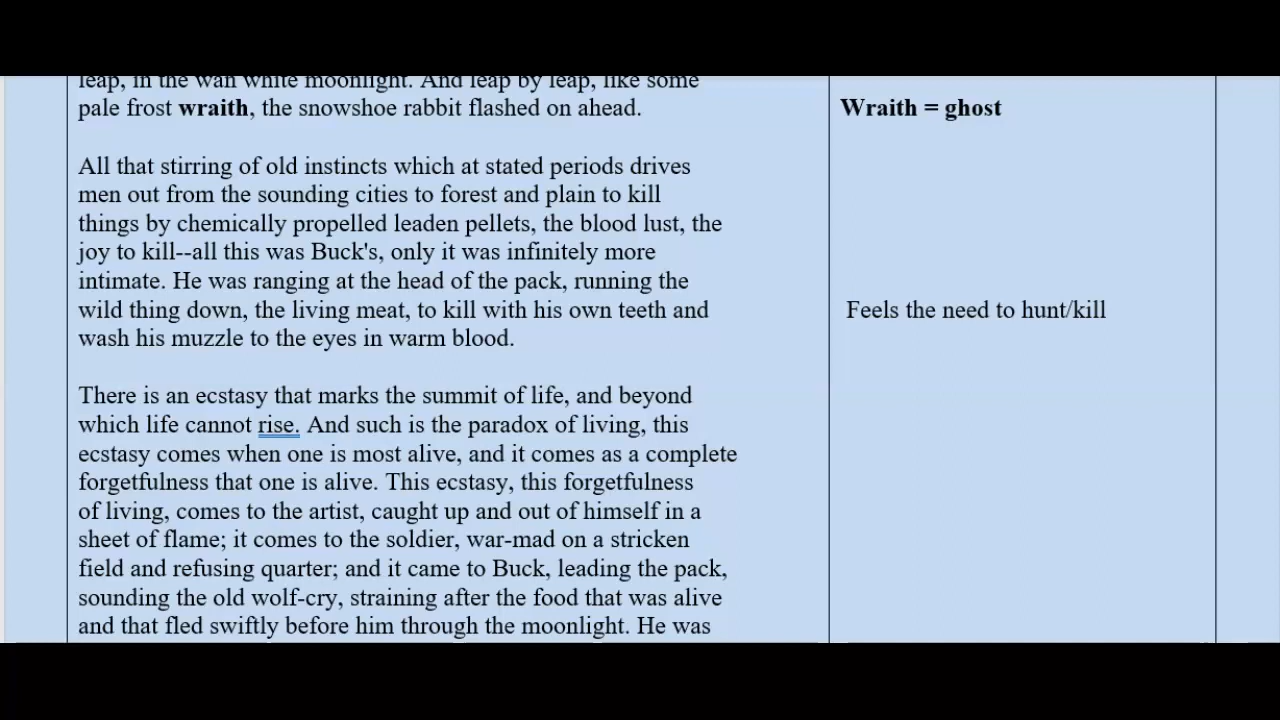 leap, in the wan white moonlight. And leap by leap, like some
pale frost wraith, the snowshoe rabbit flashed on ahead.
Wraith = ghost
All that stirring of old instincts which at stated periods drives
men out from the sounding cities to forest and plain to kill
things by chemically propelled leaden pellets, the blood lust, the
joy to kill--all this was Buck's, only it was infinitely more
intimate. He was ranging at the head of the pack, running the
wild thing down, the living meat, to kill with his own teeth and
wash his muzzle to the eyes in warm blood.
Feels the need to hunt/kill
There is an ecstasy that marks the summit of life, and beyond
which life cannot rise. And such is the paradox of living, this
ecstasy comes when one is most alive, and it comes as a complete
forgetfulness that one is alive. This ecstasy, this forgetfulness
of living, comes to the artist, caught up and out of himself in a
sheet of flame; it comes to the soldier, war-mad on a stricken
field and refusing quarter; and it came to Buck, leading the pack,
sounding the old wolf-cry, straining after the food that was alive
and that fled swiftly before him through the moonlight. He was